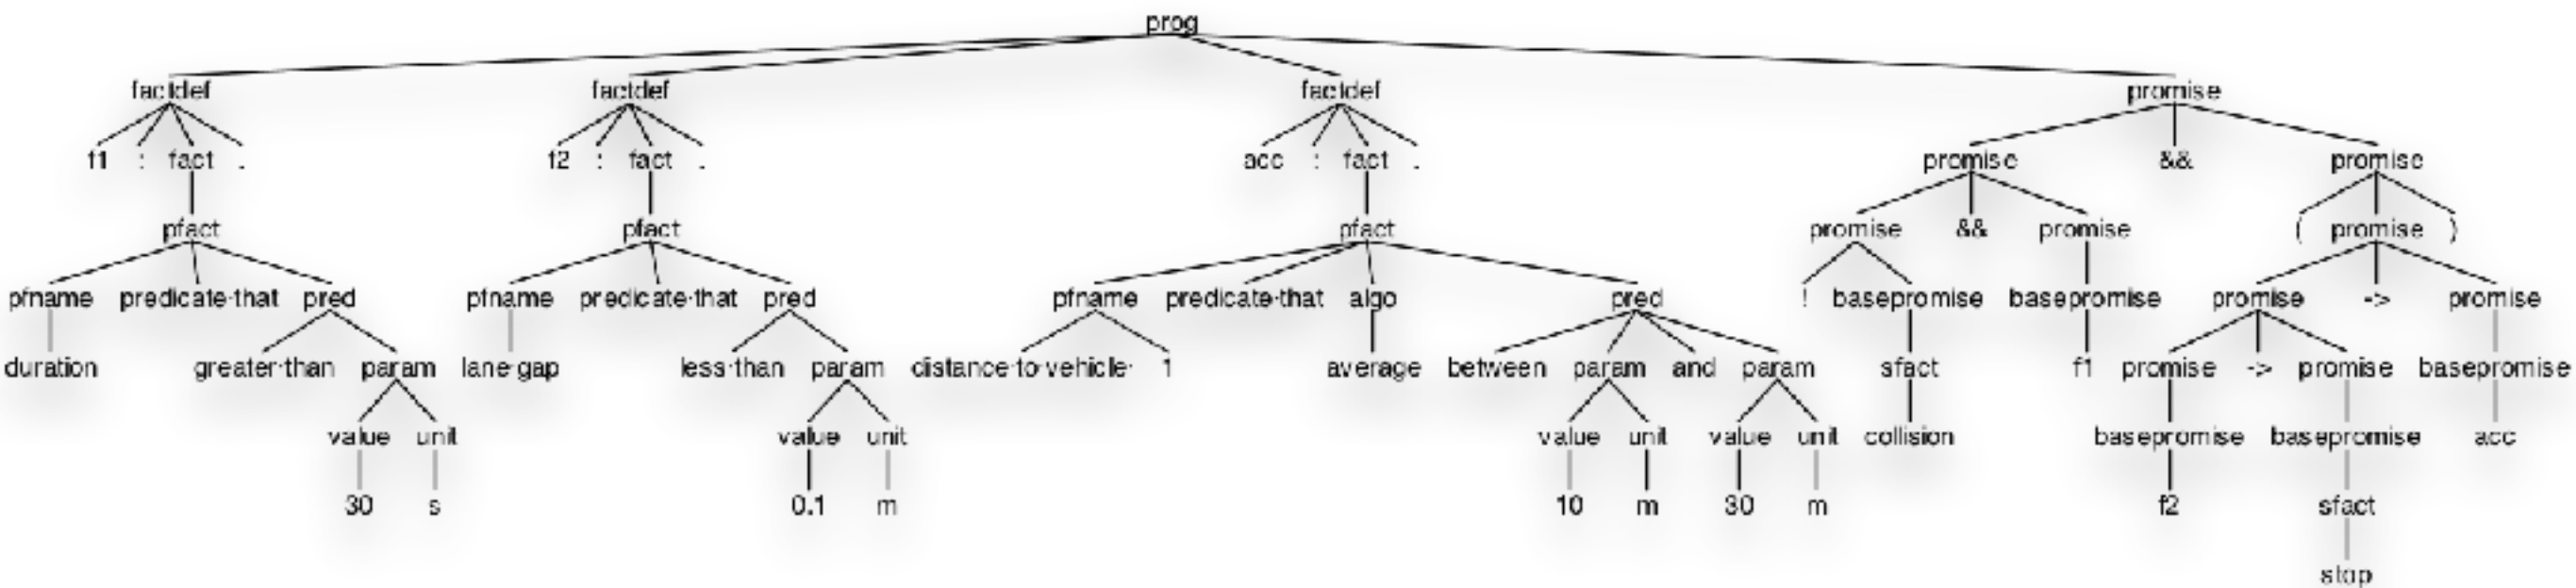 prog
factdef factdef factdef promise
f1 : fact . f2 : fact . acc : fact . promise && promise
pfact pfact pfact promise && promise ( promise )
pfname predicate·that pred pfname predicate·that pred pfname predicate·that algo pred ! basepromise basepromise promise -> promise
duration greater·than param lane·gap less·than param distance·to·vehicle· 1 average between param and param sfact f1 promise -> promise basepromise
value unit value unit value unit value unit collision basepromise basepromise acc
30 s 0.1 m 10 m 30 m f2 sfact
stop